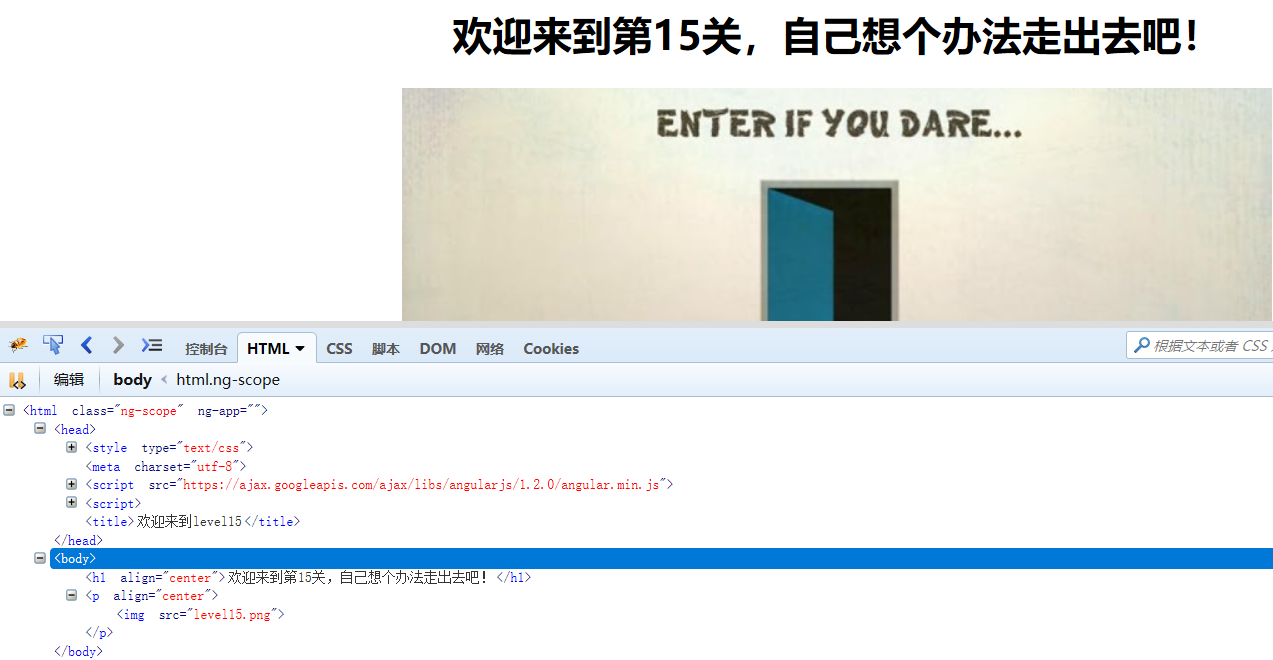 欢迎来到第15关，自己想个办法走出去吧！
ENTER IF YOU DARE...
控制台 HTML CSS 脚本 DOM 网络 Cookies 根据文本或者 CSS
编辑 body < html.ng-scope
<html class="ng-scope" ng-app="">
<head>
<style type="text/css">
<meta charset="utf-8">
<script src="https://ajax.googleapis.com/ajax/libs/angularjs/1.2.0/angular.min.js">
<script>
<title>欢迎来到level15</title>
</head>
<body>
<h1 align="center">欢迎来到第15关，自己想个办法走出去吧！</h1>
<p align="center">
<img src="level15.png">
</p>
</body>